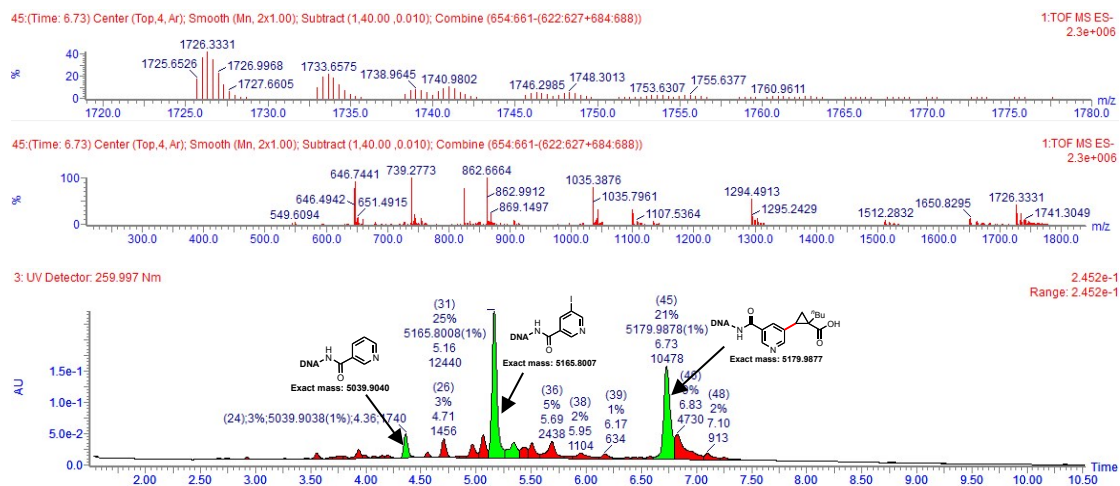 45:(Time: 6.73) Center (Top,4, Ar); Smooth (Mn, 2x1.00); Subtract (1,40.00 ,0.010); Combine (654:661-(622:627+684:688))
1:TOF MS ES-
2.3e+006
1726.3331
1725.6526
1726.9968
1727.6605
1733.6575
1738.9645
1740.9802
1746.2985
1748.3013
1753.6307
1755.6377
1760.9611
%
40
20
0
1720.0 1725.0 1730.0 1735.0 1740.0 1745.0 1750.0 1755.0 1760.0 1765.0 1770.0 1775.0 1780.0
m/z
45:(Time: 6.73) Center (Top,4, Ar); Smooth (Mn, 2x1.00); Subtract (1,40.00 ,0.010); Combine (654:661-(622:627+684:688))
1:TOF MS ES-
2.3e+006
646.7441
646.4942
651.4915
549.6094
739.2773
862.6664
862.9912
869.1497
1035.3876
1035.7961
1107.5364
1294.4913
1295.2429
1512.2832
1650.8295
1726.3331
1741.3049
%
100
0
300.0 400.0 500.0 600.0 700.0 800.0 900.0 1000.0 1100.0 1200.0 1300.0 1400.0 1500.0 1600.0 1700.0 1800.0
m/z
3: UV Detector: 259.997 Nm
2.452e-1
Range: 2.452e-1
AU
1.5e-1
1.0e-1
5.0e-2
0.0
DNA
H
N
O
N
Exact mass: 5039.9040
(24);3%;5039.9038(1%);4.36;1740
(31)
25%
5165.8008(1%)
5.16
12440
(26)
3%
4.71
1456
DNA
H
N
O
I
N
Exact mass: 5165.8007
(36)
5%
5.69
2438
(38)
2%
5.95
1104
(39)
1%
6.17
634
(45)
21%
5179.9878(1%)
6.73
10478
6.83
4730
(48)
2%
7.10
913
DNA
N
H
O
N
nBu
OH
O
Exact mass: 5179.9877
2.00 2.50 3.00 3.50 4.00 4.50 5.00 5.50 6.00 6.50 7.00 7.50 8.00 8.50 9.00 9.50 10.00 10.50
Time